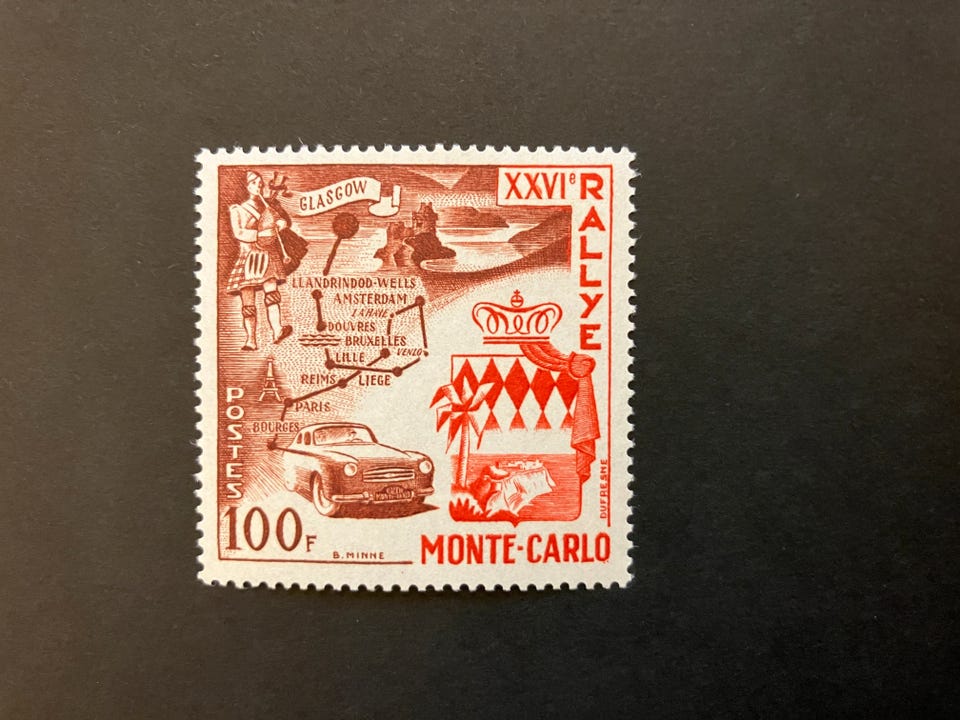 GLASGOW
XXVIe RALLYE
LLANDRINDOD-WELLS
AMSTERDAM
LA HAIE
DOUVRES
BRUXELLES
VENLO
LILLE
REIMS
LIEGE
PARIS
BOURGES
POSTES
100F
B. MINNE
DUFRESNE
MONTE-CARLO